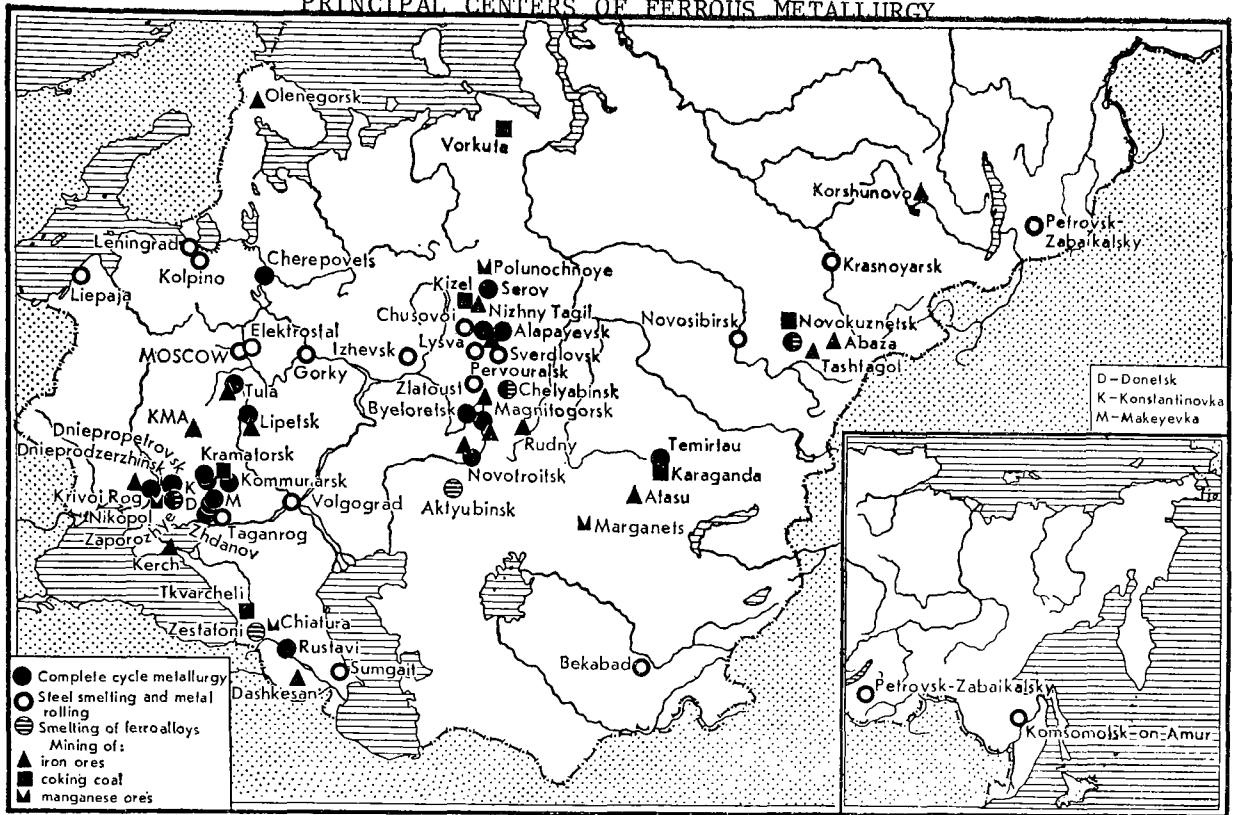 PRINCIPAL CENTERS OF FERROUS METALLURGY
Olenegorsk
Vorkuta
Korshunovo
Petrovsk-
Zabaikalsky
Leningrad
Kolpino
Cherepovets
Liepaja
Krasnoyarsk
Polunochnoye
Kizel
Serov
Nizhny Tagil
Chusovoi
Alapayevsk
Novosibirsk
Novokuznetsk
Abaza
Tashtagol
Elektrostal
MOSCOW
Gorky
Izhevsk
Lysva
Sverdlovsk
Pervouralsk
Zlatoust
Chelyabinsk
Byeloretsk
Magnitogorsk
Tula
KMA
Lipetsk
Rudny
Novotroitsk
Aktyubinsk
Temirtau
Karaganda
Atasu
Marganets
D-Donetsk
K-Konstantinovka
M-Makeyevka
Dniepropetrovsk
Dnieprodzerzhinsk
Kramatorsk
Kommunarsk
K
Krivoi Rog
D
M
Nikopol
Volgograd
Zaporozhye
Zhdanov
Taganrog
Kerch
Tkvarcheli
Chiatura
Zestafoni
Rustavi
Sumgait
Dashkesan
Bekabad
Complete cycle metallurgy
Steel smelting and metal
rolling
Smelting of ferroalloys
Mining of:
iron ores
coking coal
manganese ores
Petrovsk-Zabaikalsky
Komsomolsk-on-Amur